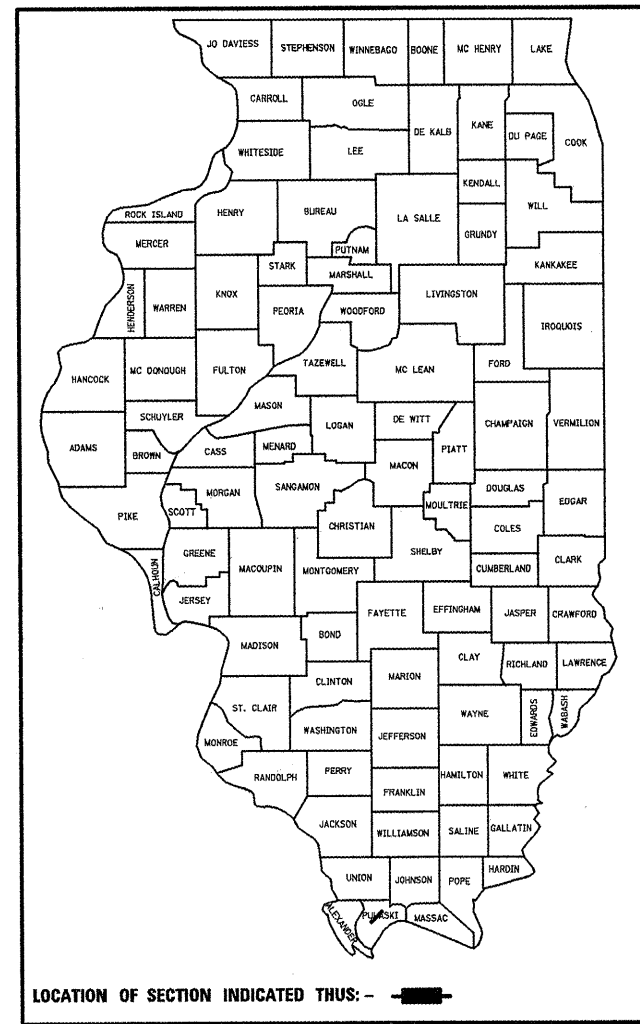 JO DAVIESS STEPHENSON WINNEBAGO BOONE MC HENRY LAKE
CARROLL OGLE DE KALB KANE DU PAGE COOK
WHITESIDE LEE
KENDALL
ROCK ISLAND HENRY BUREAU LA SALLE WILL
GRUNDY
MERCER PUTNAM
STARK MARSHALL KANKAKEE
HENDERSON WARREN KNOX PEORIA WOODFORD LIVINGSTON IROQUOIS
HANCOCK MC DONOUGH FULTON TAZEWELL MC LEAN FORD
MASON
SCHUYLER LOGAN DE WITT CHAMPAIGN VERMILION
ADAMS BROWN CASS MENARD MACON PIATT
PIKE SCOTT MORGAN SANGAMON DOUGLAS EDGAR
CHRISTIAN MOULTRIE COLES
GREENE MACOUPIN MONTGOMERY SHELBY CUMBERLAND CLARK
CALHOUN JERSEY
FAYETTE EFFINGHAM JASPER CRAWFORD
MADISON BOND
CLAY RICHLAND LAWRENCE
CLINTON MARION
ST. CLAIR WAYNE EDWARDS WABASH
MONROE WASHINGTON JEFFERSON
RANDOLPH PERRY HAMILTON WHITE
FRANKLIN
JACKSON WILLIAMSON SALINE GALLATIN
UNION JOHNSON POPE HARDIN
ALEXANDER PULASKI MASSAC
LOCATION OF SECTION INDICATED THUS: -